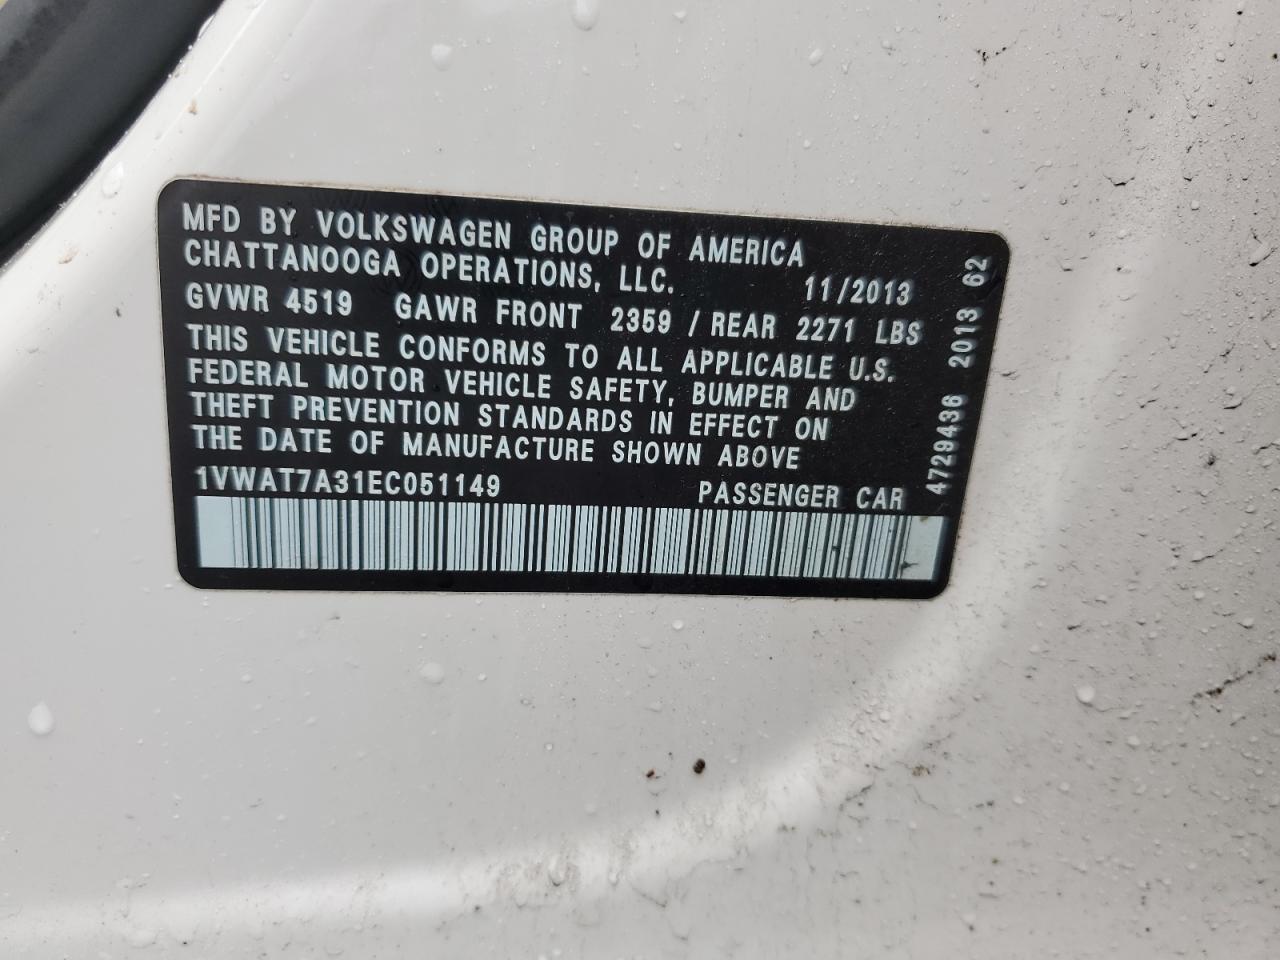 MFD BY VOLKSWAGEN GROUP OF AMERICA
CHATTANOOGA OPERATIONS, LLC. 11/2013
GVWR 4519 GAWR FRONT 2359 / REAR 2271 LBS
THIS VEHICLE CONFORMS TO ALL APPLICABLE U.S.
FEDERAL MOTOR VEHICLE SAFETY, BUMPER AND
THEFT PREVENTION STANDARDS IN EFFECT ON
THE DATE OF MANUFACTURE SHOWN ABOVE
1VWAT7A31EC051149 PASSENGER CAR
4729436 2013 62